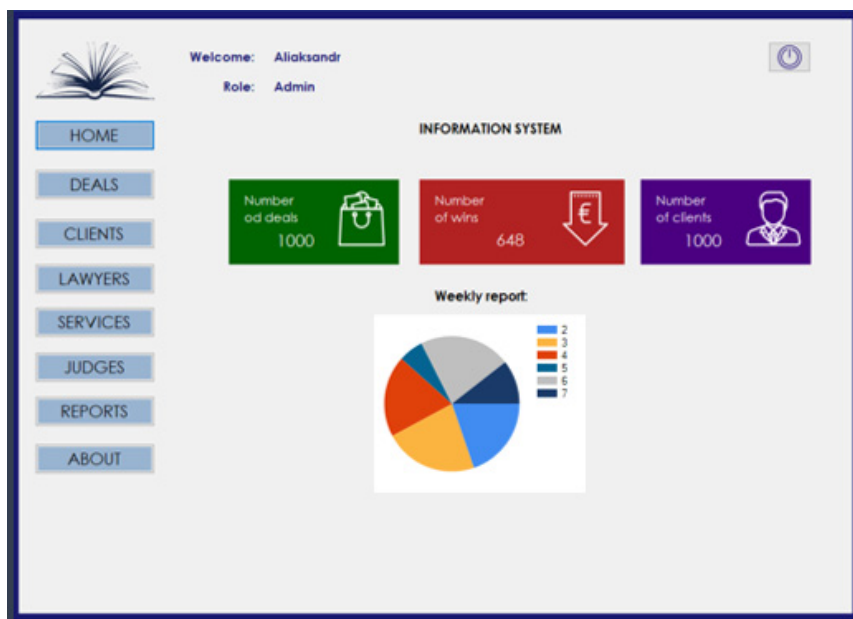 Welcome: Aliaksandr
Role: Admin
HOME
DEALS
CLIENTS
LAWYERS
SERVICES
JUDGES
REPORTS
ABOUT
INFORMATION SYSTEM
Number
od deals
1000
Number
of wins
648
€
Number
of clients
1000
Weekly report:
2
3
4
5
6
7